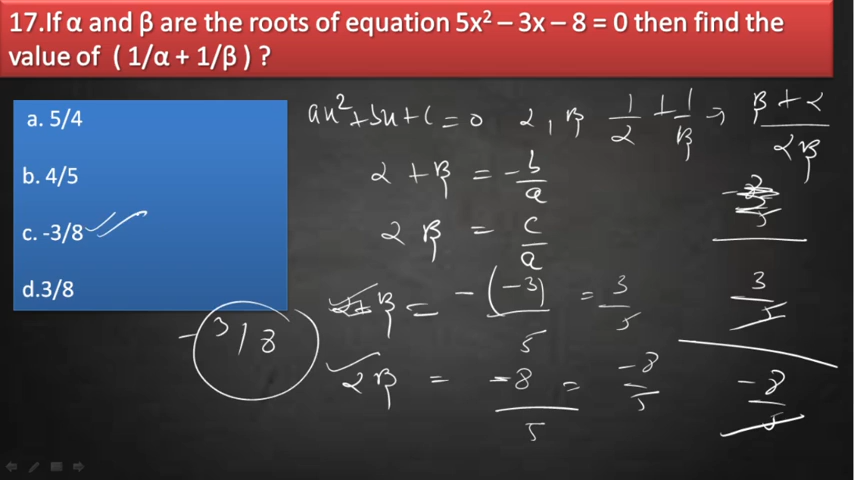 17.If α and β are the roots of equation 5x² – 3x – 8 = 0 then find the
value of ( 1/α + 1/β ) ?
a. 5/4
b. 4/5
c. -3/8
d.3/8
ax² + bx + c = 0 α, β 1/α + 1/β → β + α / αβ
α + β = -b/a
αβ = c/a
α+β = -(-3)/5 = 3/5
αβ = -8/5 = -8/5
3/5
-8/5
-3/8